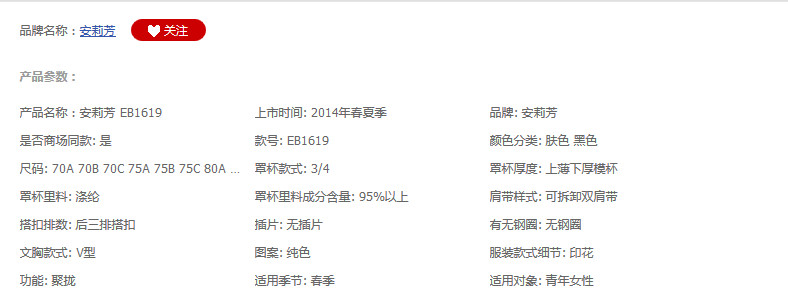 品牌名称：安莉芳 关注
产品参数：
产品名称：安莉芳 EB1619 上市时间: 2014年春夏季 品牌: 安莉芳
是否商场同款: 是 款号: EB1619 颜色分类: 肤色 黑色
尺码: 70A 70B 70C 75A 75B 75C 80A ... 罩杯款式: 3/4 罩杯厚度: 上薄下厚模杯
罩杯里料: 涤纶 罩杯里料成分含量: 95%以上 肩带样式: 可拆卸双肩带
搭扣排数: 后三排搭扣 插片: 无插片 有无钢圈: 无钢圈
文胸款式: V型 图案: 纯色 服装款式细节: 印花
功能: 聚拢 适用季节: 春季 适用对象: 青年女性